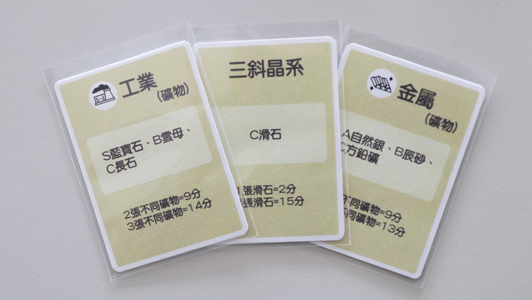 工業
(礦物)
S藍寶石、B雲母、
C長石
2張不同礦物=9分
3張不同礦物=14分
三斜晶系
C滑石
張滑石=2分
張滑石=15分
金屬
(礦物)
A自然銀、B辰砂、
C方鉛礦
不同礦物=9分
不同礦物=13分